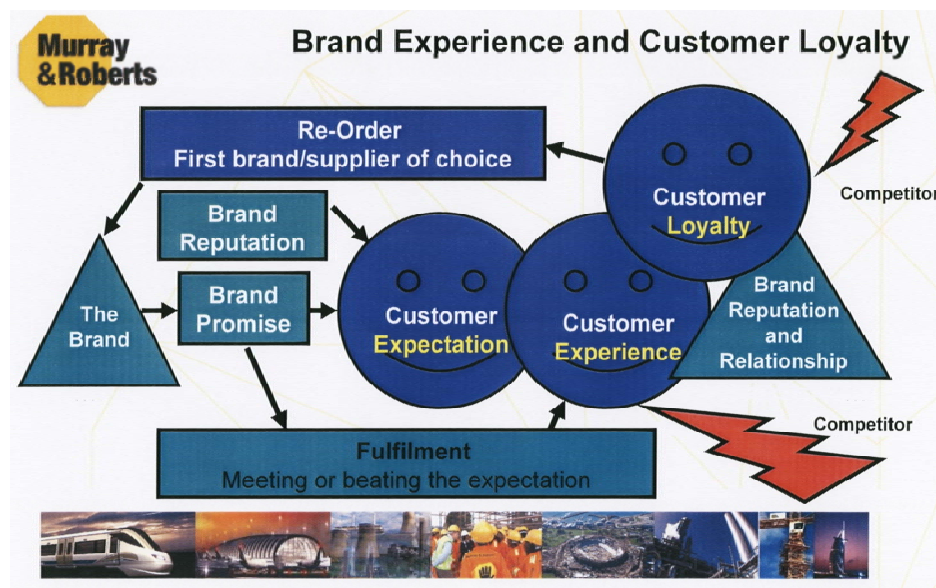 Murray
& Roberts
Brand Experience and Customer Loyalty
Re-Order
First brand/supplier of choice
Customer
Loyalty
Competitor
Brand
Reputation
The
Brand
Brand
Promise
Customer
Expectation
Customer
Experience
Brand
Reputation
and
Relationship
Competitor
Fulfilment
Meeting or beating the expectation